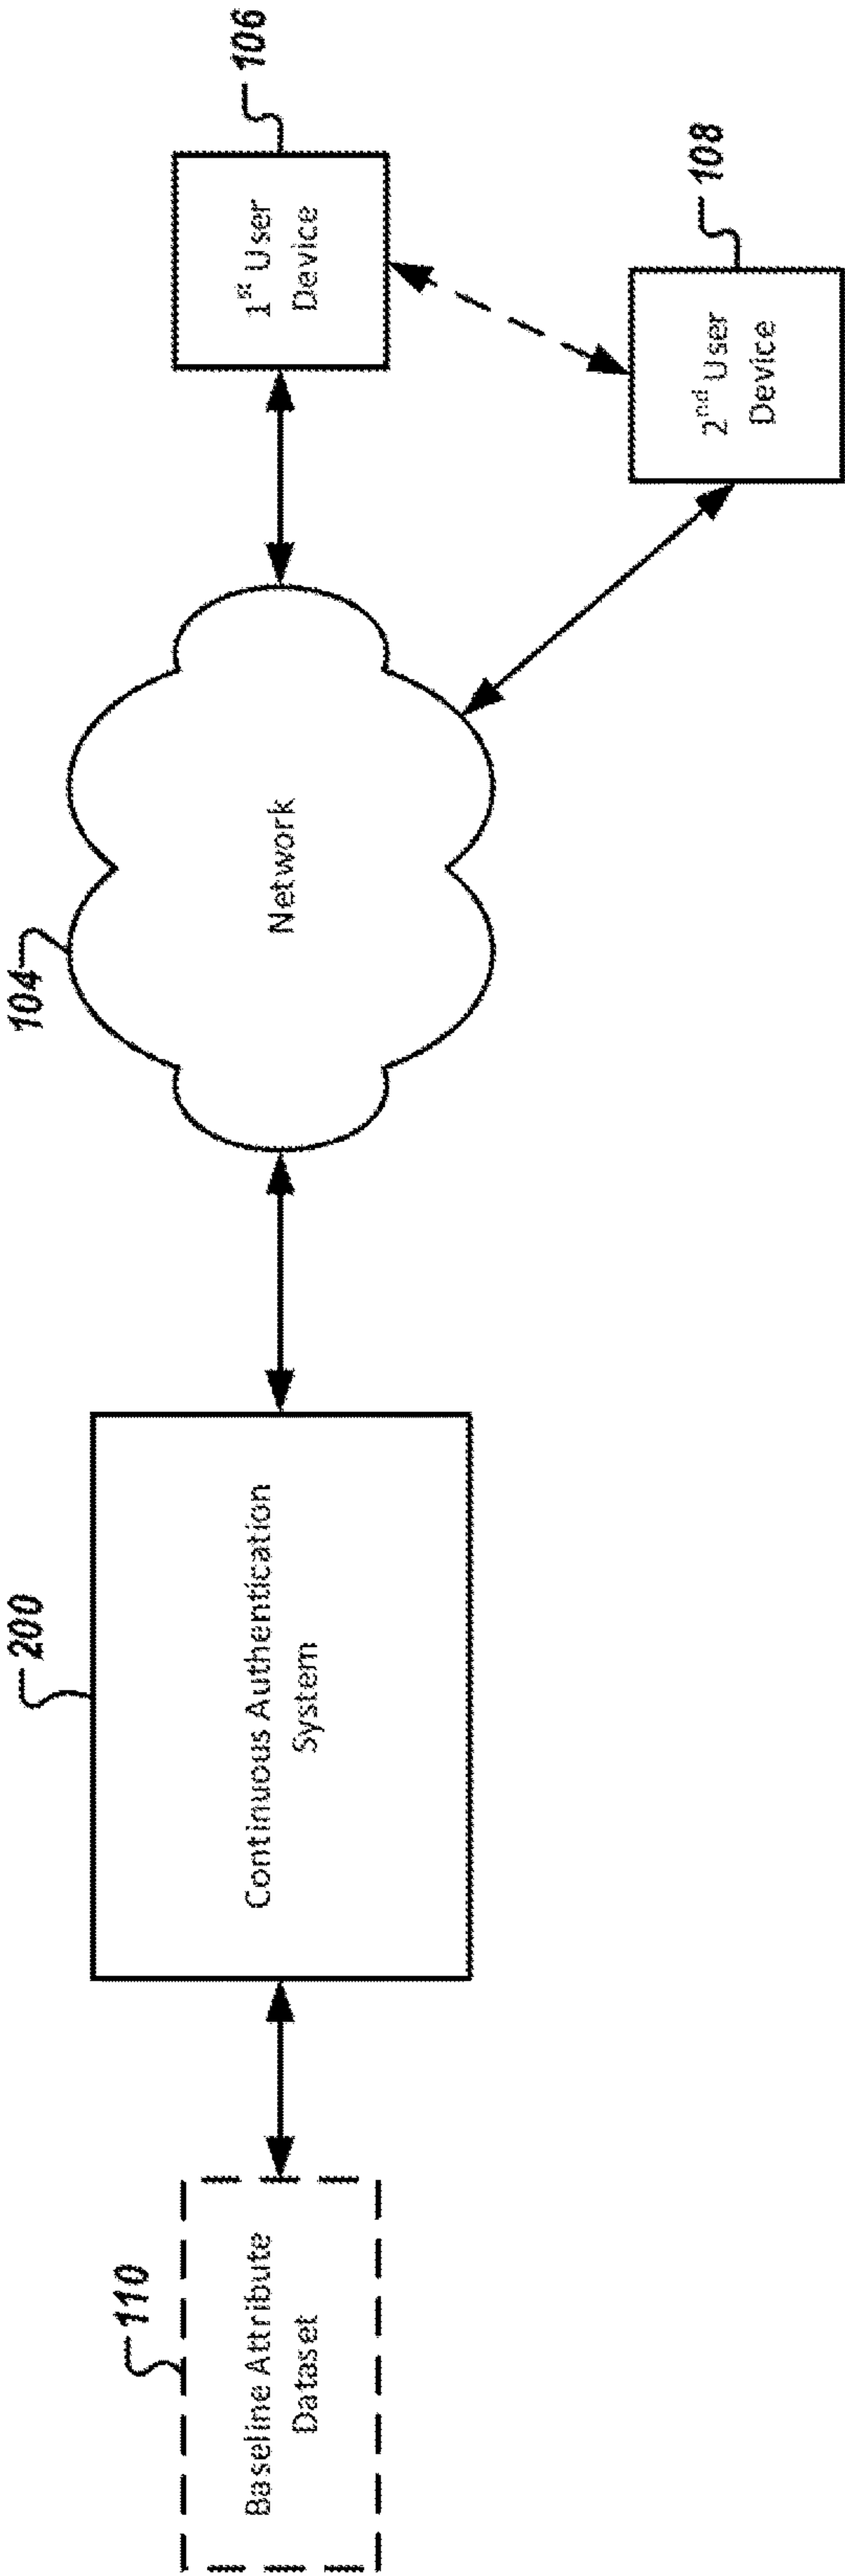 110
Baseline Attribute
Dataset
200
Continuous Authentication
System
104
Network
1st User
Device
106
2nd User
Device
108